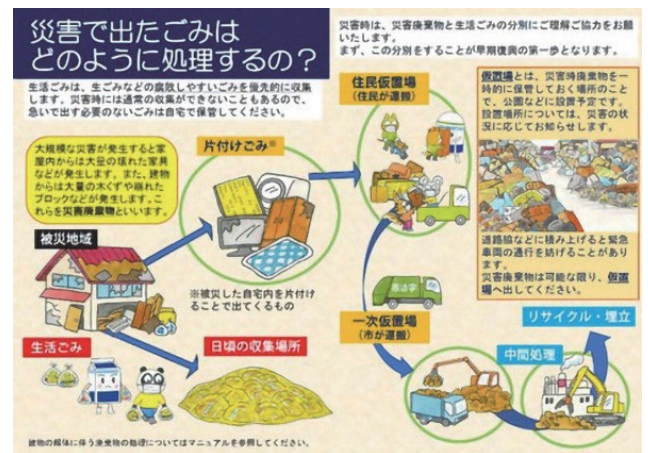 災害で出たごみは
どのように処理するの？
生活ごみは、生ごみなどの腐敗しやすいごみを優先的に収集
します。災害時には通常の収集ができないこともあるので、
急いで出す必要のないごみは自宅で保管してください。
災害時は、災害廃棄物と生活ごみの分別にご理解ご協力をお願
いたします。
まず、この分別をすることが早期復興の第一歩となります。
大規模な災害が発生すると家
屋内からは大量の壊れた家具
などが発生します。また、建物
からは大量の木くずや崩れた
ブロックなどが発生します。こ
れらを災害廃棄物といいます。
被災地域
片付けごみ※
※被災した自宅内を片付け
ることで出てくるもの
生活ごみ
日頃の収集場所
住民仮置場
（住民が運搬）
一次仮置場
（市が運搬）
中間処理
リサイクル・埋立
仮置場とは、災害時廃棄物を一
時的に保管しておく場所のこと
で、公園などに設置予定です。
設置場所については、災害の状
況に応じてお知らせします。
道路脇などに積み上げると緊急
車両の通行を妨げることがあり
ます。
災害廃棄物は可能な限り、仮置
場へ出してください。
建物の解体に伴う廃棄物の処理についてはマニュアルを参照してください。